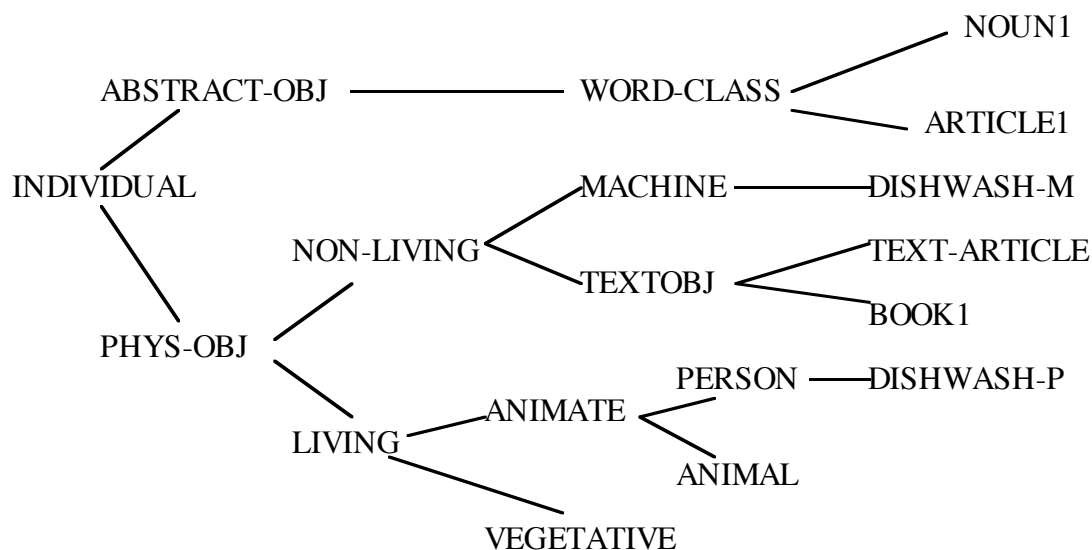 NOUN1
ABSTRACT-OBJ WORD-CLASS
ARTICLE1
INDIVIDUAL MACHINE DISHWASH-M
NON-LIVING TEXT-ARTICLE
TEXTOBJ
BOOK1
PHYS-OBJ
PERSON DISHWASH-P
ANIMATE
LIVING
ANIMAL
VEGETATIVE